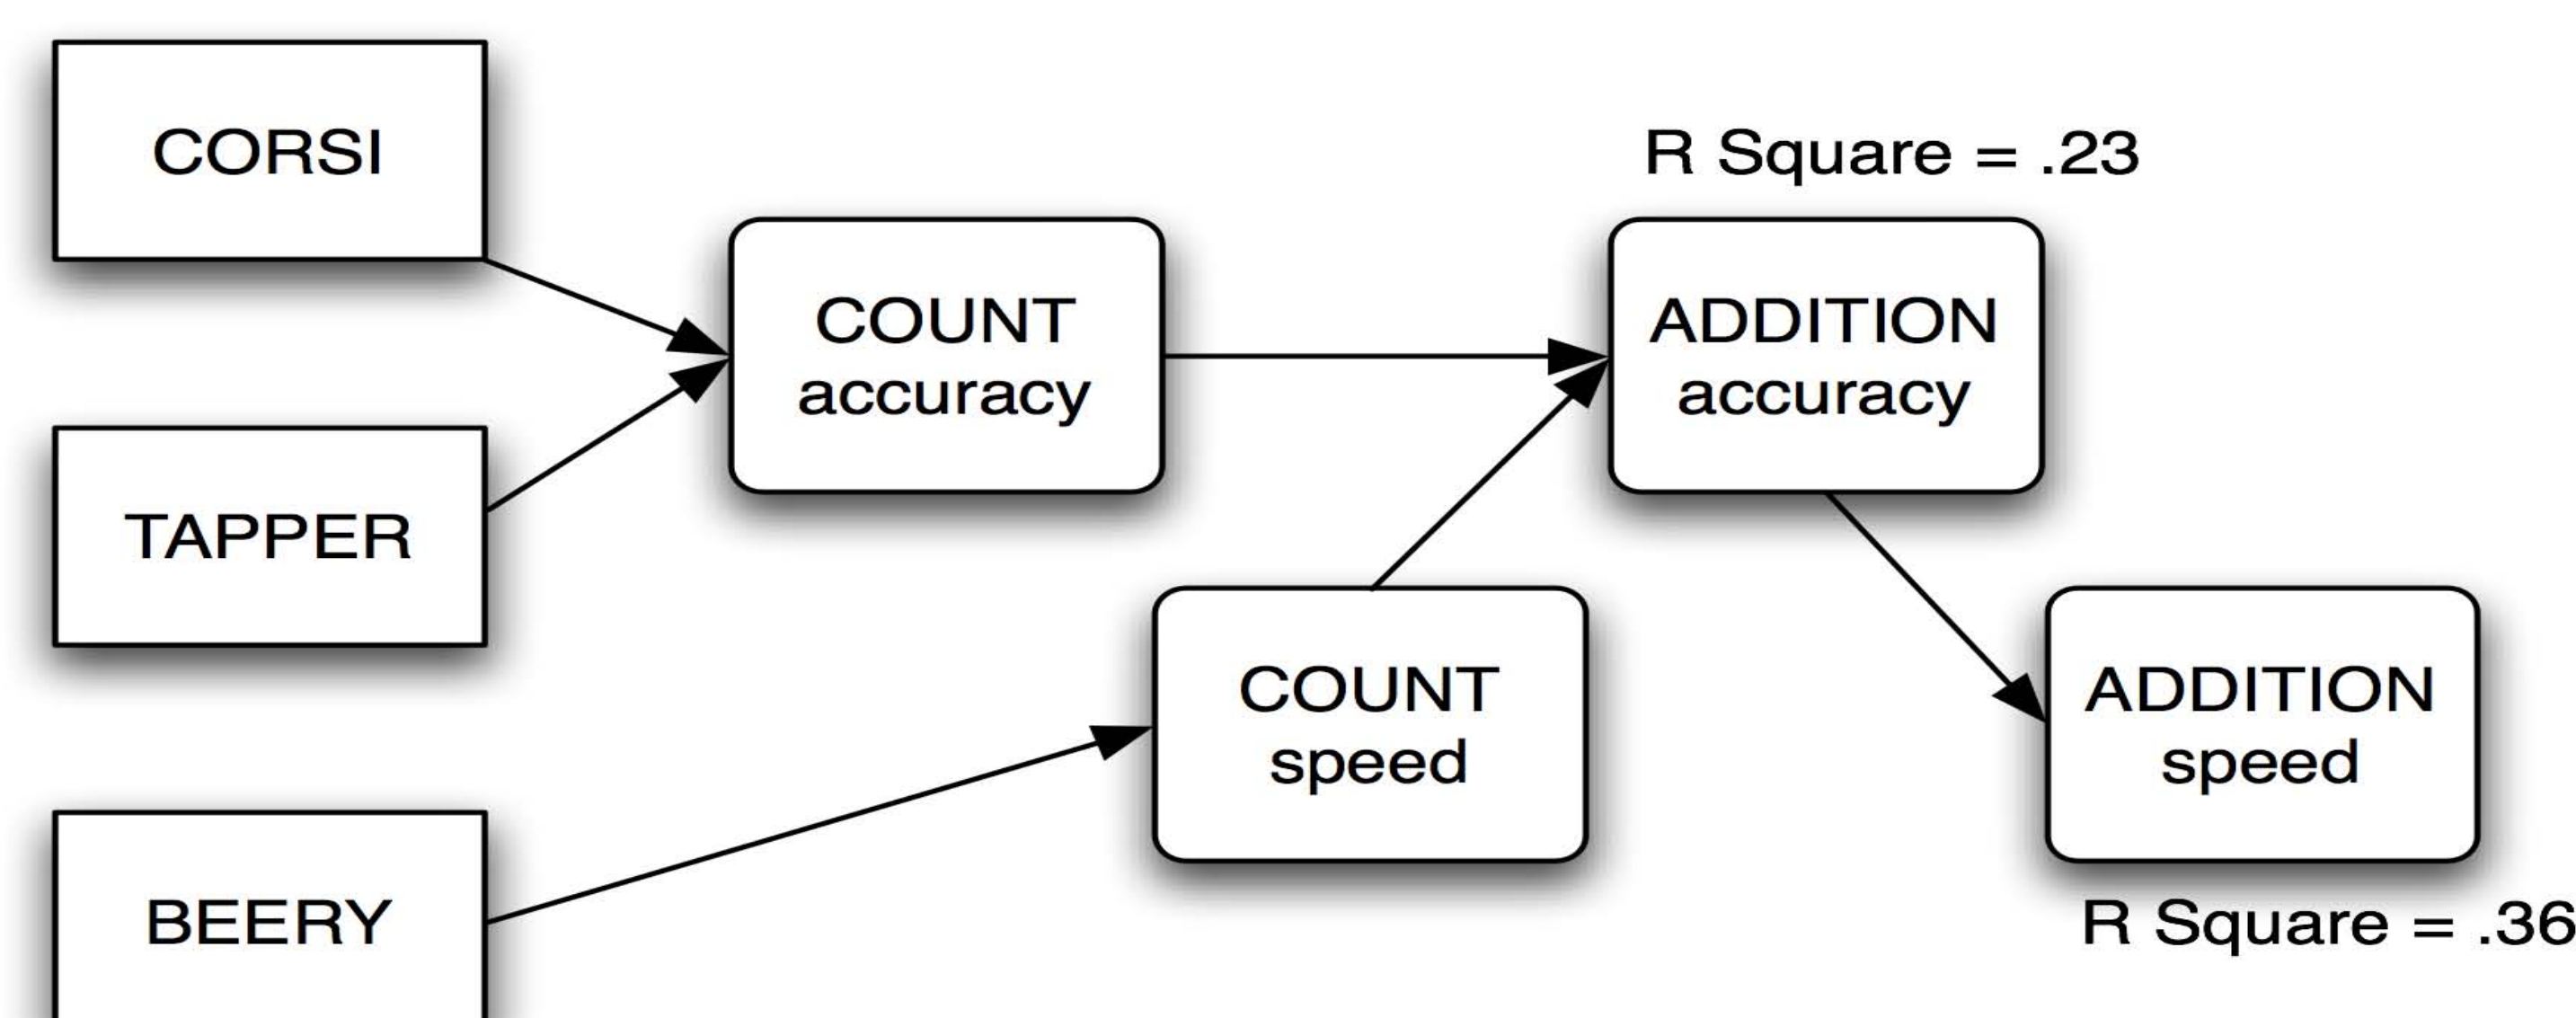 CORSI
R Square = .23
COUNT
accuracy
ADDITION
accuracy
TAPPER
COUNT
speed
ADDITION
speed
BEERY
R Square = .36